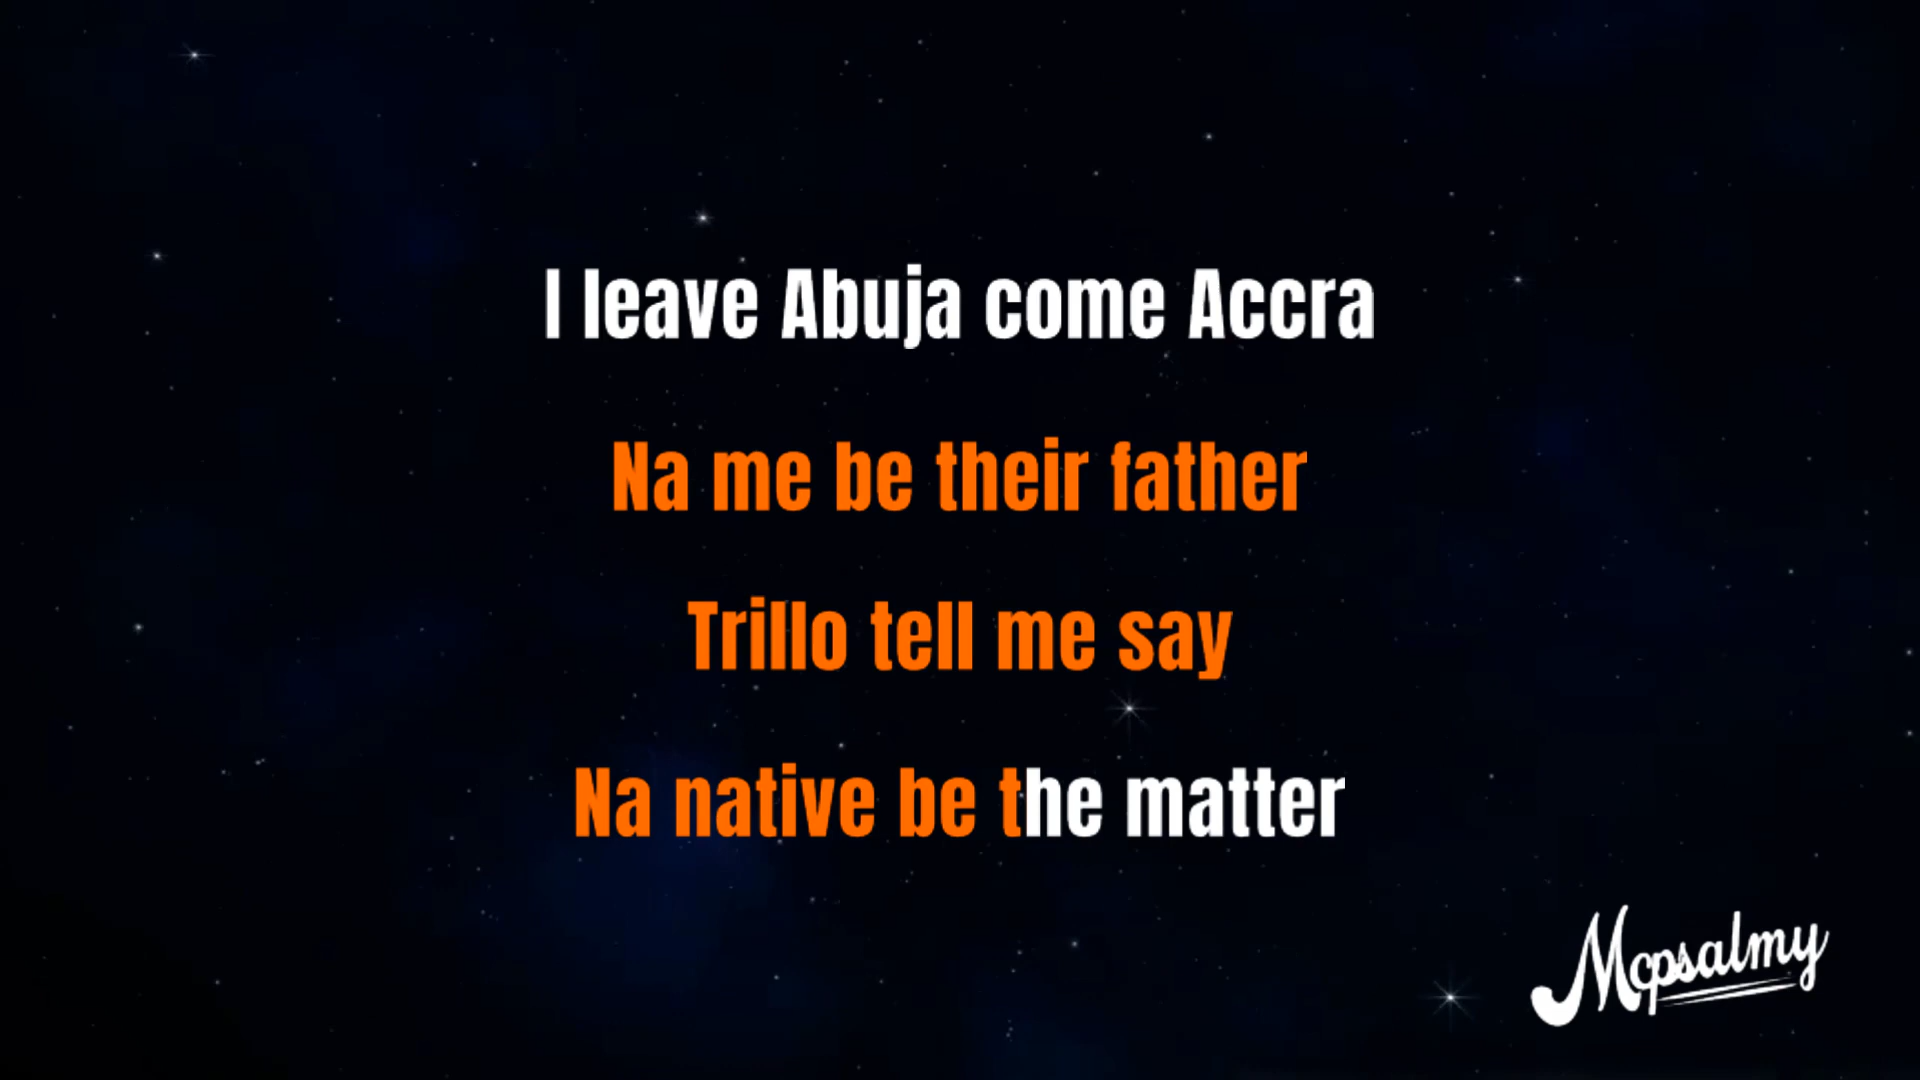 I leave Abuja come Accra
Na me be their father
Trillo tell me say
Na native be the matter
Mcpsalmy